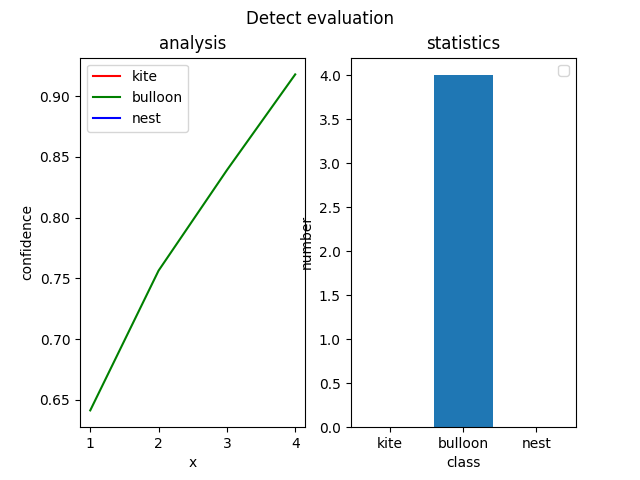 Detect evaluation
analysis
kite
bulloon
nest
confidence
0.90
0.85
0.80
0.75
0.70
0.65
1 2 3 4
x
statistics
number
4.0
3.5
3.0
2.5
2.0
1.5
1.0
0.5
0.0
kite bulloon nest
class